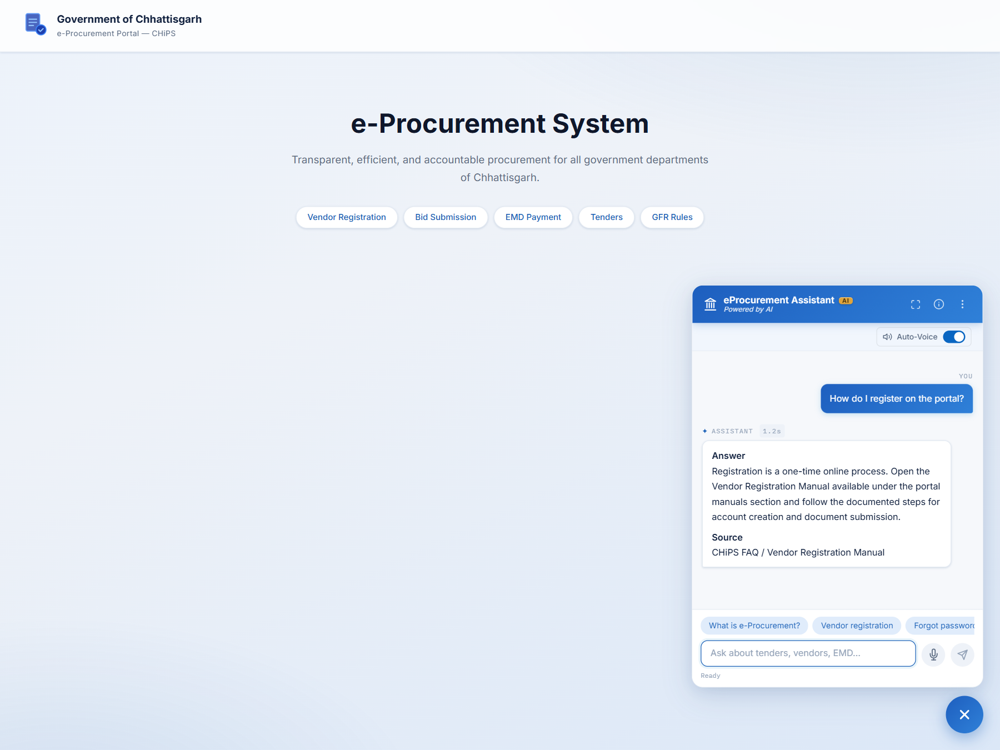 Government of Chhattisgarh
e-Procurement Portal — CHiPS
e-Procurement System
Transparent, efficient, and accountable procurement for all government departments
of Chhattisgarh.
Vendor Registration
Bid Submission
EMD Payment
Tenders
GFR Rules
eProcurement Assistant AI
Powered by AI
Auto-Voice
YOU
How do I register on the portal?
ASSISTANT 1.2s
Answer
Registration is a one-time online process. Open the
Vendor Registration Manual available under the portal
manuals section and follow the documented steps for
account creation and document submission.
Source
CHiPS FAQ / Vendor Registration Manual
What is e-Procurement?
Vendor registration
Forgot password
Ask about tenders, vendors, EMD...
Ready